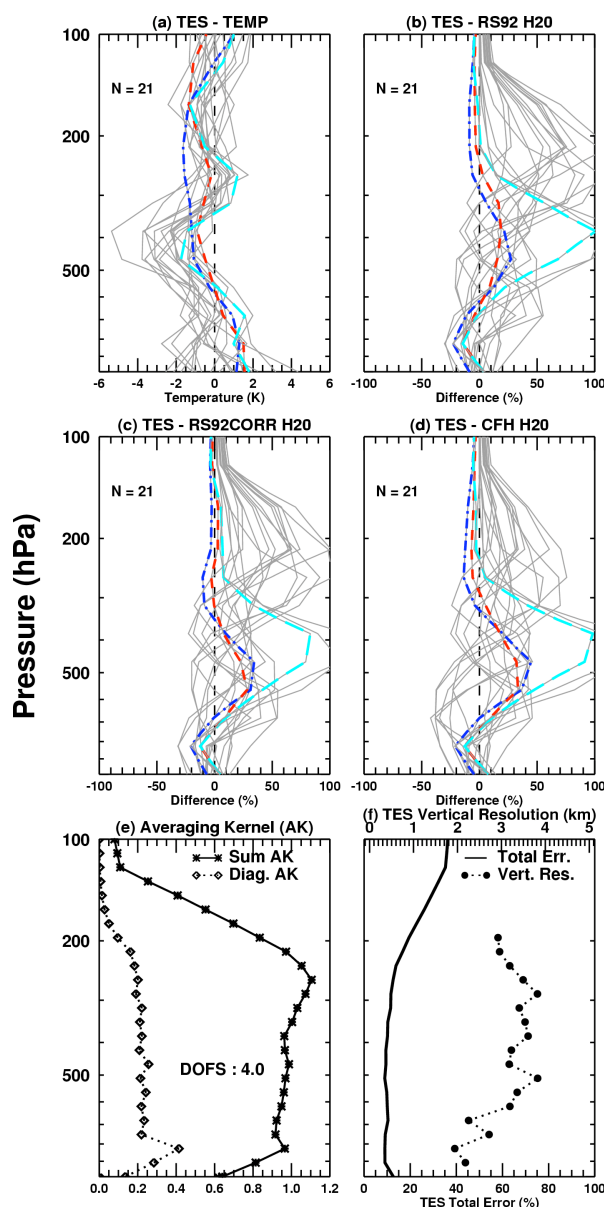 (a) TES - TEMP
(b) TES - RS92 H20
100
200
500
N = 21
N = 21
-6 -4 -2 0 2 4 6
Temperature (K)
-100 -50 0 50 100
Difference (%)
(c) TES - RS92CORR H20
(d) TES - CFH H20
100
200
500
N = 21
N = 21
-100 -50 0 50 100
Difference (%)
-100 -50 0 50 100
Difference (%)
Pressure (hPa)
(e) Averaging Kernel (AK)
(f) TES Vertical Resolution (km)
0 1 2 3 4 5
100
200
500
Sum AK
Diag. AK
DOFS : 4.0
Total Err.
Vert. Res.
0.0 0.2 0.4 0.6 0.8 1.0 1.2
0 20 40 60 80 100
TES Total Error (%)